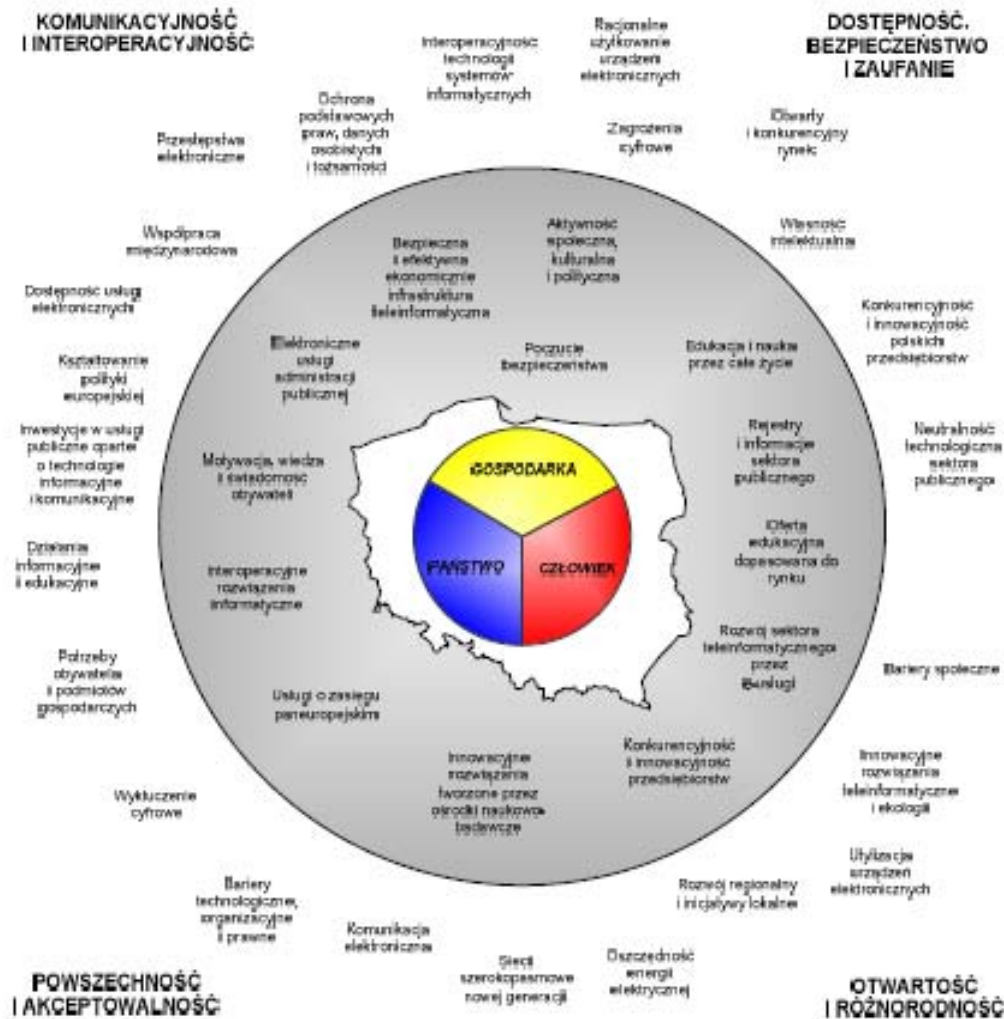 KOMUNIKACYJNOŚĆ
I INTEROPERACYJNOŚĆ
DOSTĘPNOŚĆ,
BEZPIECZEŃSTWO
I ZAUFANIE
Interoperacyjność
technologii
systemów
informatycznych
Racjonalne
użytkowanie
urządzeń
elektronicznych
Ochrona
podstawowych
praw, danych
osobistych
i tożsamości
Przestępstwa
elektroniczne
Zagrożenia
cyfrowe
Otwarty
i konkurencyjny
rynek
Współpraca
międzynarodowa
Własność
intelektualna
Dostępność usług
elektronicznych
Konkurencyjność
i innowacyjność
polskich
przedsiębiorstw
Kształtowanie
polityki
europejskiej
Inwestycje w usługi
publiczne oparte
o technologie
informacyjne
i komunikacyjne
Neutralność
technologiczna
sektora
publicznego
Działania
informacyjne
i edukacyjne
Potrzeby
obywatela
i podmiotów
gospodarczych
Bariery społeczne
Wykluczenie
cyfrowe
Innowacyjne
rozwiązania
teleinformatyczne
i ekologii
Utylizacja
urządzeń
elektronicznych
Bariery
technologiczne,
organizacyjne
i prawne
Komunikacja
elektroniczna
Sieci
szerokopasmowe
nowej generacji
Oszczędność
energii
elektrycznej
Rozwój regionalny
i inicjatywy lokalne
Bezpieczna
i efektywna
ekonomicznie
infrastruktura
teleinformatyczna
Aktywność
społeczna,
kulturalna
i polityczna
Elektroniczne
usługi
administracji
publicznej
Poczucie
bezpieczeństwa
Edukacja i nauka
przez całe życie
Motywacja, wiedza
i świadomość
obywateli
Rejestry
i informacje
sektora
publicznego
Interoperacyjne
rozwiązania
informatyczne
Oferta
edukacyjna
dopasowana do
rynku
Usługi o zasięgu
paneuropejskim
Rozwój sektora
teleinformatycznego
przez
e-usługi
Innowacyjne
rozwiązania
tworzone przez
ośrodki naukowo-
badawcze
Konkurencyjność
i innowacyjność
przedsiębiorstw
GOSPODARKA
PAŃSTWO
CZŁOWIEK
POWSZECHNOŚĆ
I AKCEPTOWALNOŚĆ
OTWARTOŚĆ
I RÓŻNORODNOŚĆ